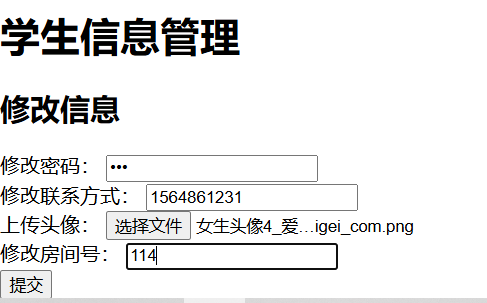 学生信息管理
修改信息
修改密码： •••
修改联系方式： 1564861231
上传头像： 选择文件 女生头像4_爱…igei_com.png
修改房间号： 114
提交